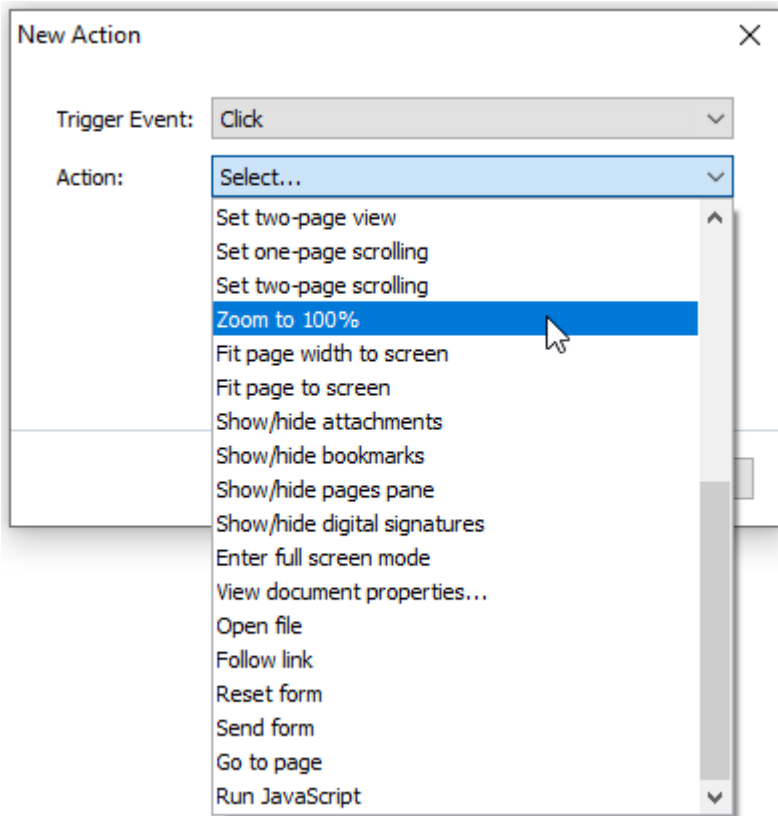 New Action
Trigger Event: Click
Action: Select...
Set two-page view
Set one-page scrolling
Set two-page scrolling
Zoom to 100%
Fit page width to screen
Fit page to screen
Show/hide attachments
Show/hide bookmarks
Show/hide pages pane
Show/hide digital signatures
Enter full screen mode
View document properties...
Open file
Follow link
Reset form
Send form
Go to page
Run JavaScript